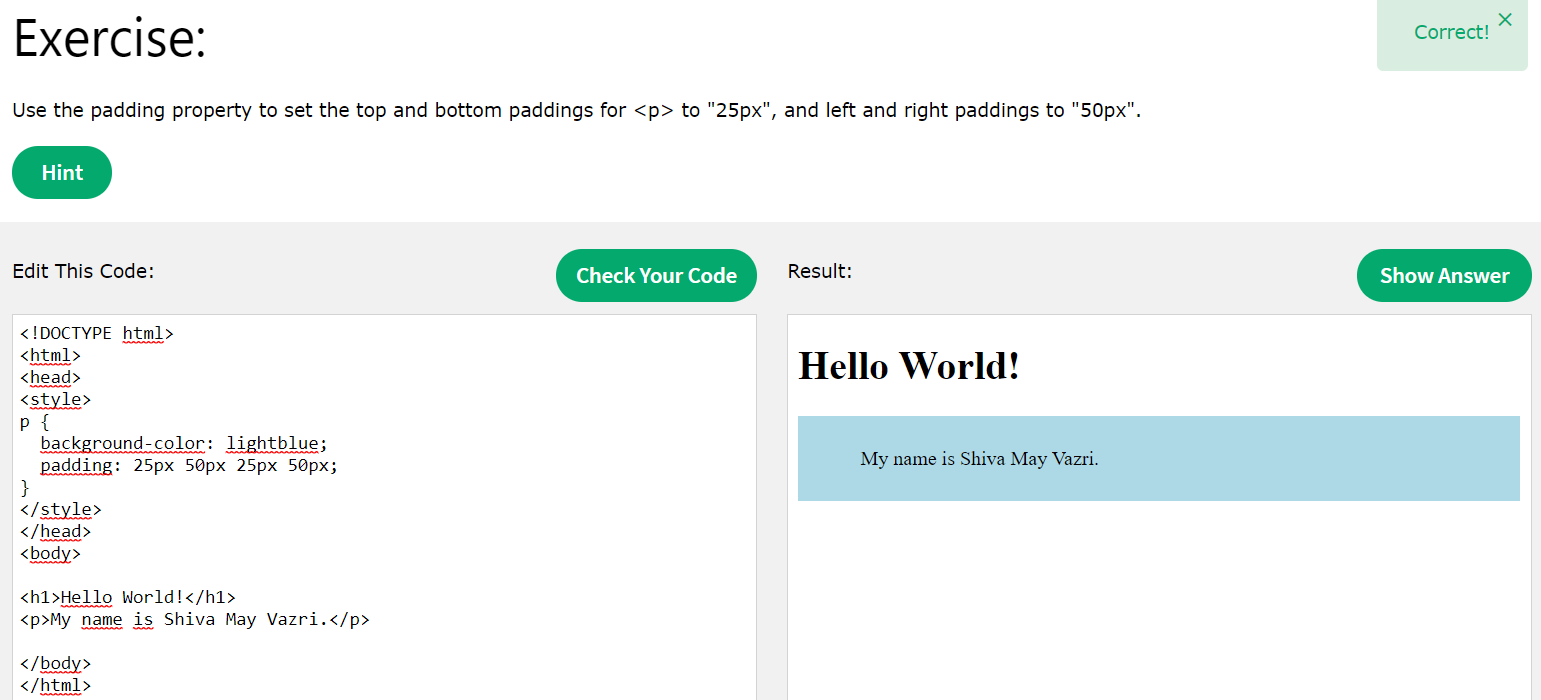 Exercise:
Correct! ×
Use the padding property to set the top and bottom paddings for <p> to "25px", and left and right paddings to "50px".
Hint
Edit This Code:
Check Your Code
<!DOCTYPE html>
<html>
<head>
<style>
p {
  background-color: lightblue;
  padding: 25px 50px 25px 50px;
}
</style>
</head>
<body>

<h1>Hello World!</h1>
<p>My name is Shiva May Vazri.</p>

</body>
</html>
Result:
Show Answer
Hello World!
My name is Shiva May Vazri.